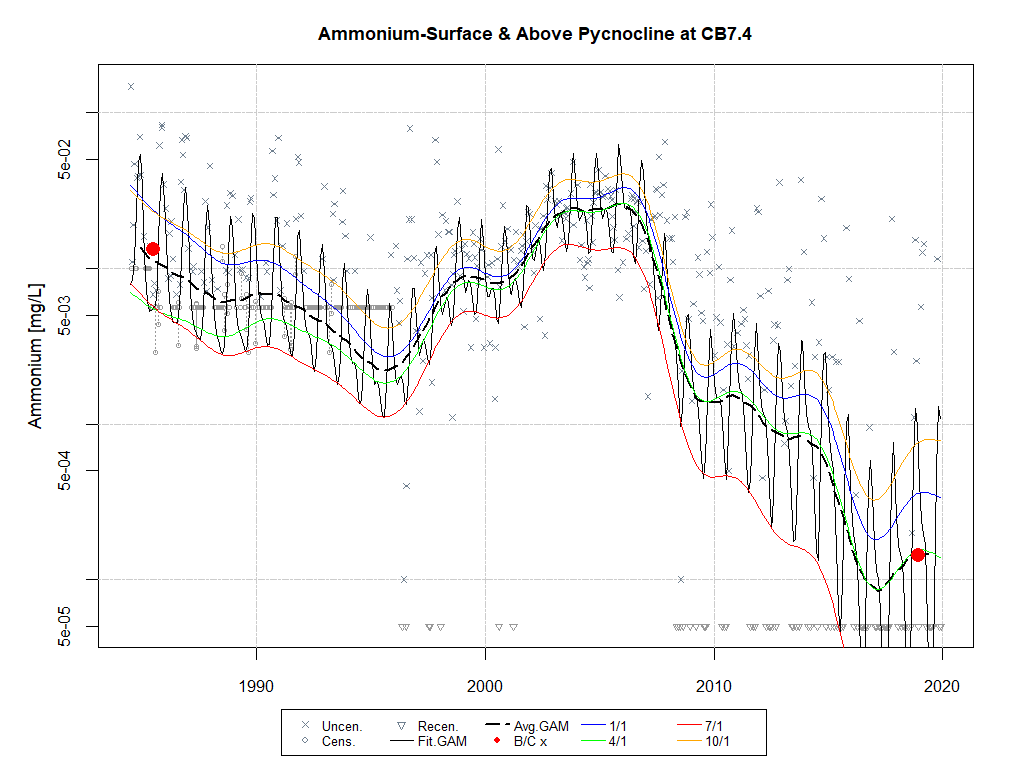 Ammonium-Surface & Above Pycnocline at CB7.4
Ammonium [mg/L]
5e-02
5e-03
5e-04
5e-05
1990 2000 2010 2020
Uncen. Recen. Avg.GAM 1/1 7/1
Cens. Fit.GAM B/C x 4/1 10/1